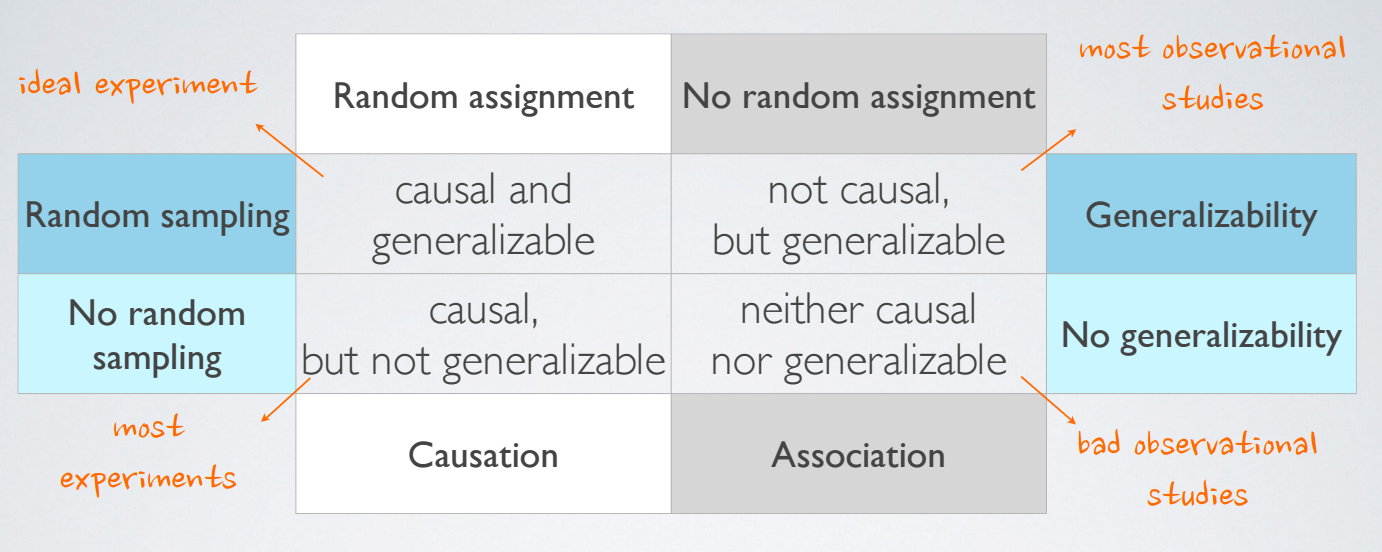 ideal experiment
Random assignment
No random assignment
most observational
studies
Random sampling
causal and
generalizable
not causal,
but generalizable
Generalizability
No random
sampling
causal,
but not generalizable
neither causal
nor generalizable
No generalizability
most
experiments
Causation
Association
bad observational
studies